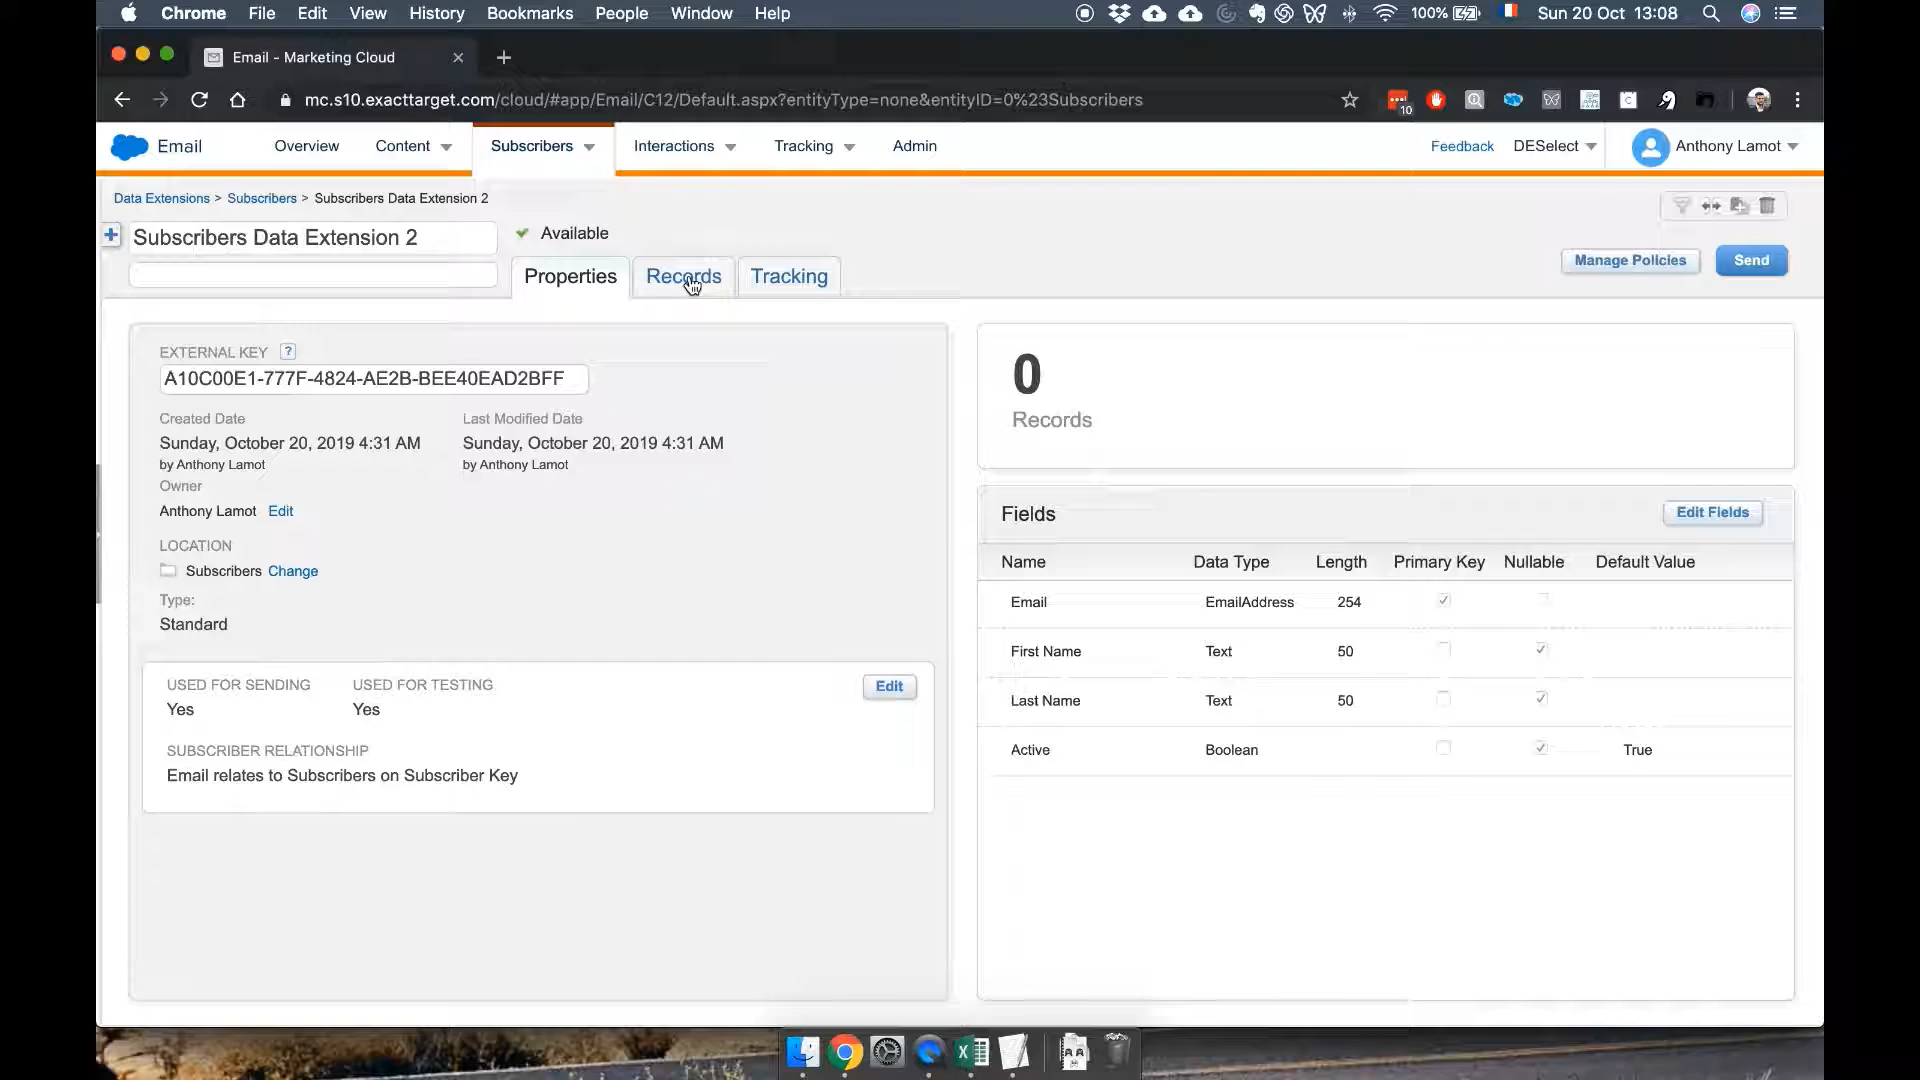 Chrome File Edit View History Bookmarks People Window Help 100% Sun 20 Oct 13:08
Email - Marketing Cloud
mc.s10.exacttarget.com/cloud/#app/Email/C12/Default.aspx?entityType=none&entityID=0%23Subscribers
10
Email Overview Content Subscribers Interactions Tracking Admin Feedback DESelect Anthony Lamot
Data Extensions > Subscribers > Subscribers Data Extension 2
Subscribers Data Extension 2 Available
Manage Policies Send
Properties Records Tracking
EXTERNAL KEY ?
A10C00E1-777F-4824-AE2B-BEE40EAD2BFF
Created Date Last Modified Date
Sunday, October 20, 2019 4:31 AM Sunday, October 20, 2019 4:31 AM
by Anthony Lamot by Anthony Lamot
Owner
Anthony Lamot Edit
LOCATION
Subscribers Change
Type:
Standard
USED FOR SENDING USED FOR TESTING Edit
Yes Yes
SUBSCRIBER RELATIONSHIP
Email relates to Subscribers on Subscriber Key
0
Records
Fields Edit Fields
Name Data Type Length Primary Key Nullable Default Value
Email EmailAddress 254
First Name Text 50
Last Name Text 50
Active Boolean True